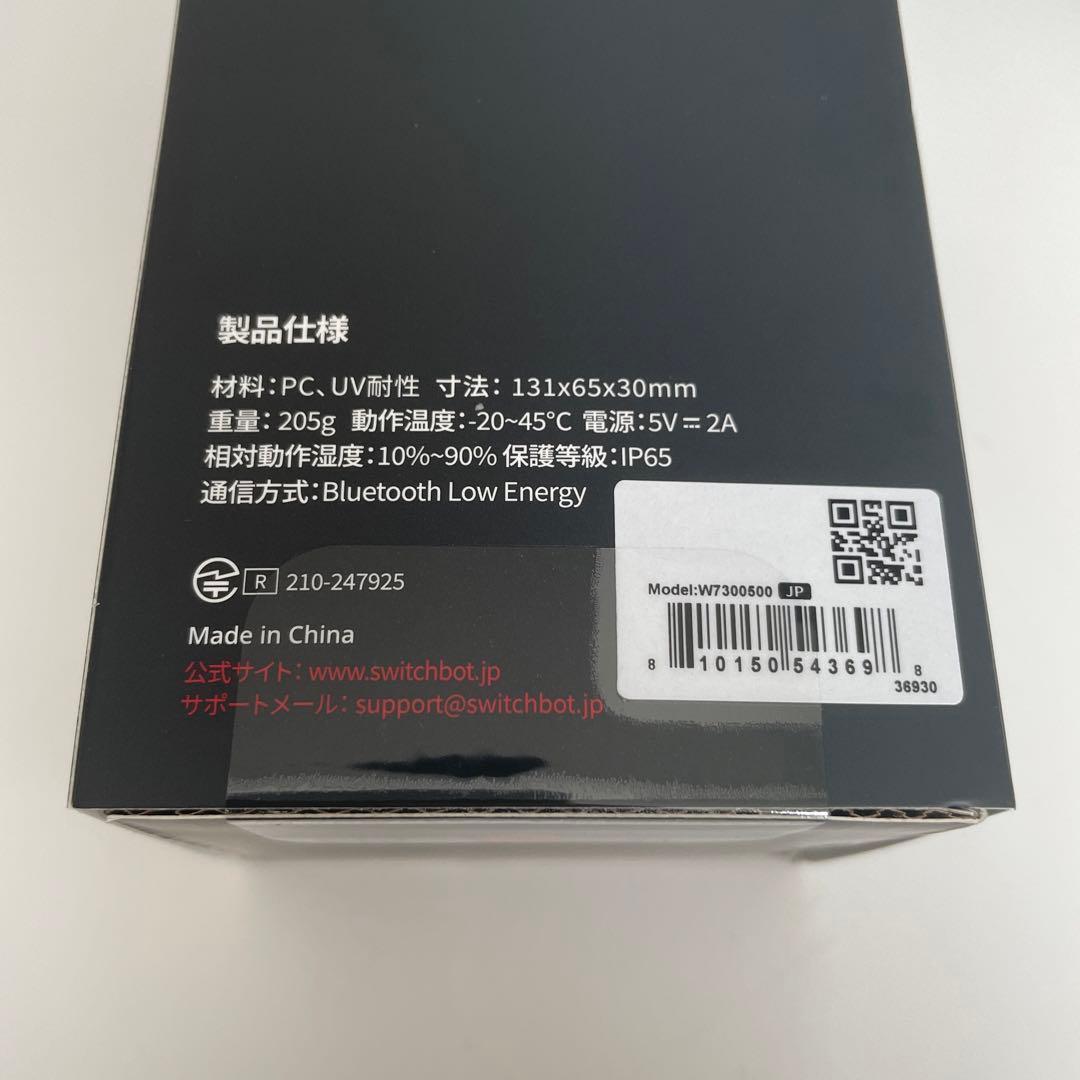 製品仕様
材料：PC、UV耐性 寸法： 131x65x30mm
重量： 205g 動作温度：-20~45℃ 電源：5V⎓2A
相対動作湿度：10%~90% 保護等級：IP65
通信方式：Bluetooth Low Energy
R 210-247925
Made in China
公式サイト： www.switchbot.jp
サポートメール： support@switchbot.jp
Model:W7300500 JP
8 10150 54369 8
36930